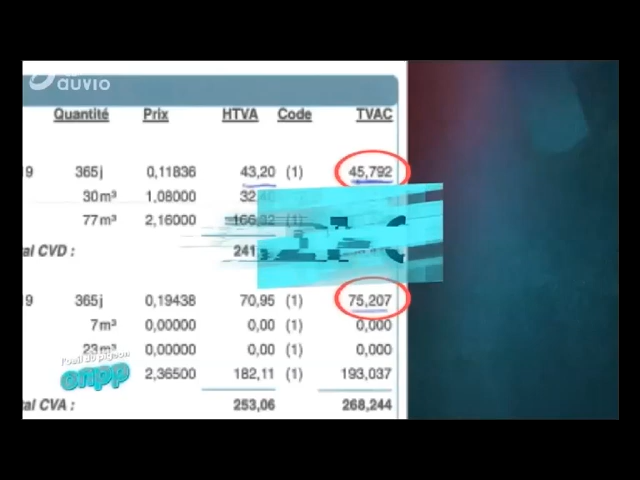 auvio
Quantité Prix HTVA Code TVAC
9 365j 0,11836 43,20 (1) 45,792
30m³ 1,08000
77m³ 2,16000 166,32 (1)
al CVD : 241
9 365j 0,19438 70,95 (1) 75,207
7m³ 0,00000 0,00 (1) 0,000
23m³ 0,00000 0,00 (1) 0,000
l'oeil du pigeon
onpp
2,36500 182,11 (1) 193,037
al CVA : 253,06 268,244